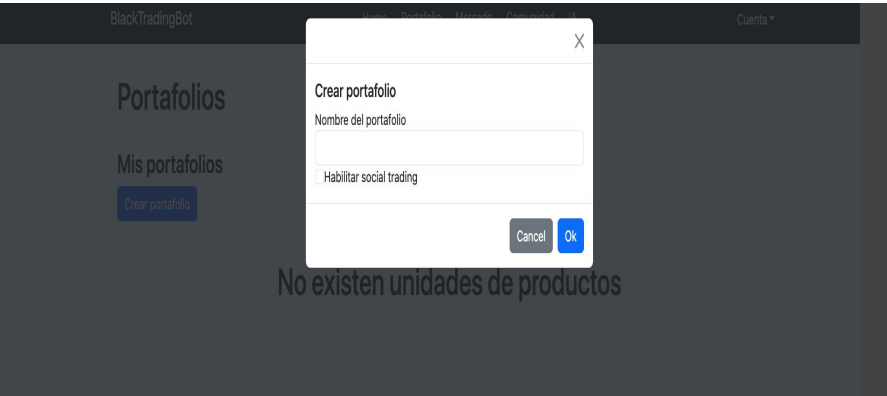 BlackTradingBot
Home Portafolio Mercado Comunidad IA
Cuenta
X
Portafolios
Crear portafolio
Nombre del portafolio
Mis portafolios
Habilitar social trading
Crear portafolio
Cancel
Ok
No existen unidades de productos